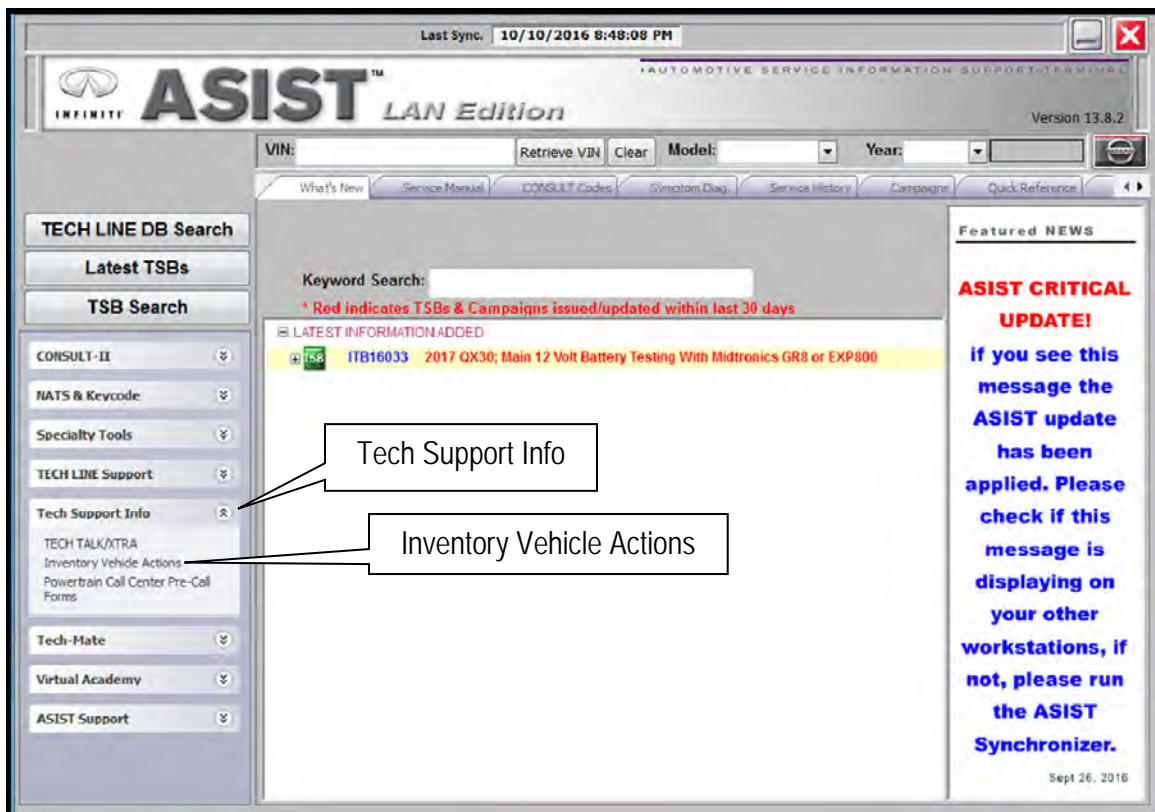 Last Sync. 10/10/2016 8:48:08 PM
INFINITI ASIST™ LAN Edition
AUTOMOTIVE SERVICE INFORMATION SUPPORT TERMINAL
Version 13.8.2
VIN: Retrieve VIN Clear Model: Year:
What's New Service Manual CONSULT Codes Symptom Diag. Service History Campaigns Quick Reference
TECH LINE DB Search
Latest TSBs
TSB Search
CONSULT-II
NATS & Keycode
Specialty Tools
TECH LINE Support
Tech Support Info
TECH TALK/XTRA
Inventory Vehicle Actions
Powertrain Call Center Pre-Call
Forms
Tech-Mate
Virtual Academy
ASIST Support
Keyword Search:
* Red indicates TSBs & Campaigns issued/updated within last 30 days
LATEST INFORMATION ADDED
TSB ITB16033 2017 QX30; Main 12 Volt Battery Testing With Midtronics GR8 or EXP800
Tech Support Info
Inventory Vehicle Actions
Featured NEWS
ASIST CRITICAL
UPDATE!
if you see this
message the
ASIST update
has been
applied. Please
check if this
message is
displaying on
your other
workstations, if
not, please run
the ASIST
Synchronizer.
Sept 26, 2016